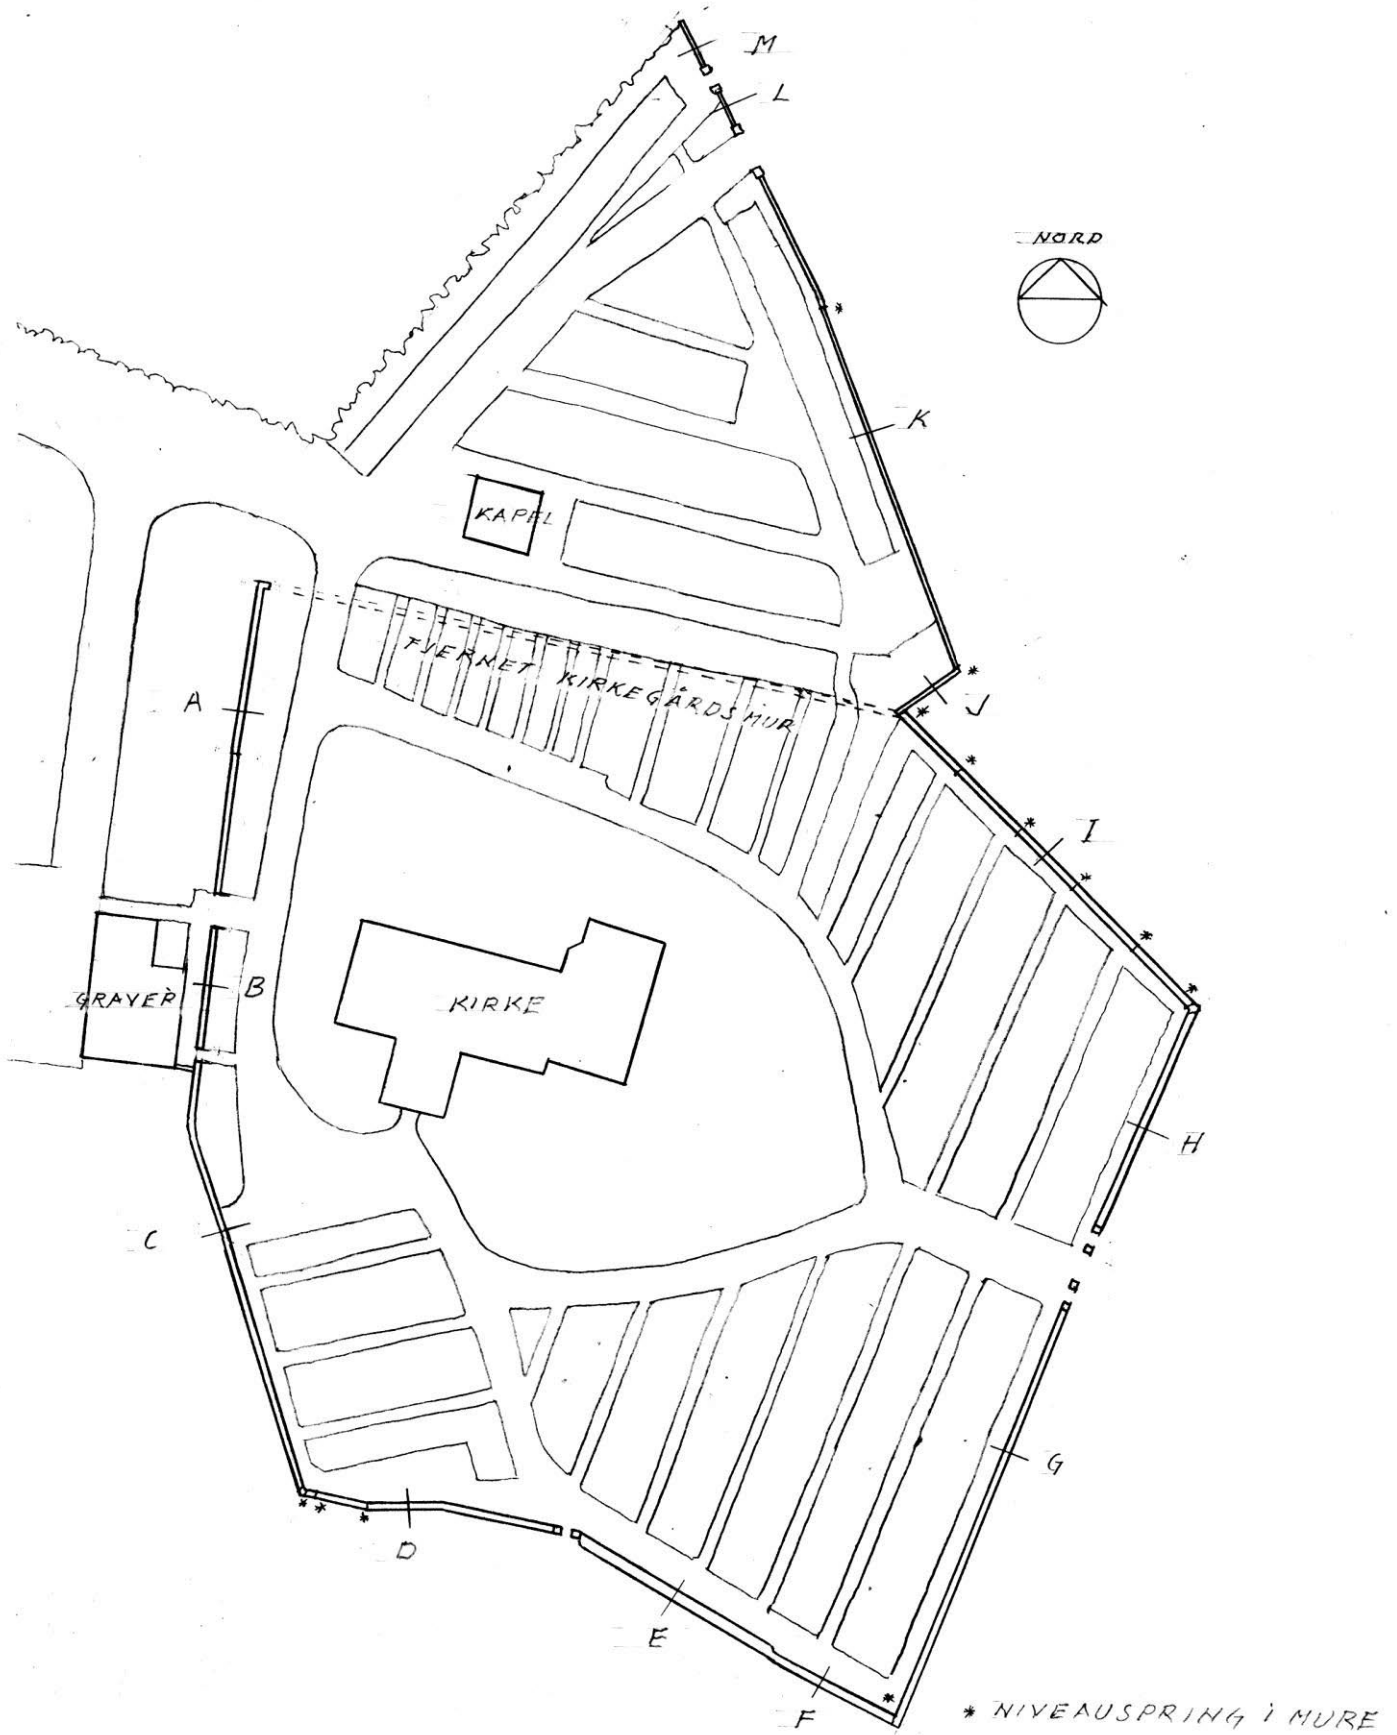 M
L
NORD
K
KAPEL
FJERNET KIRKEGÅRDSMUR
J
A
I
B
GRAVER
KIRKE
H
C
G
D
E
F
* NIVEAUSPRING I MURE